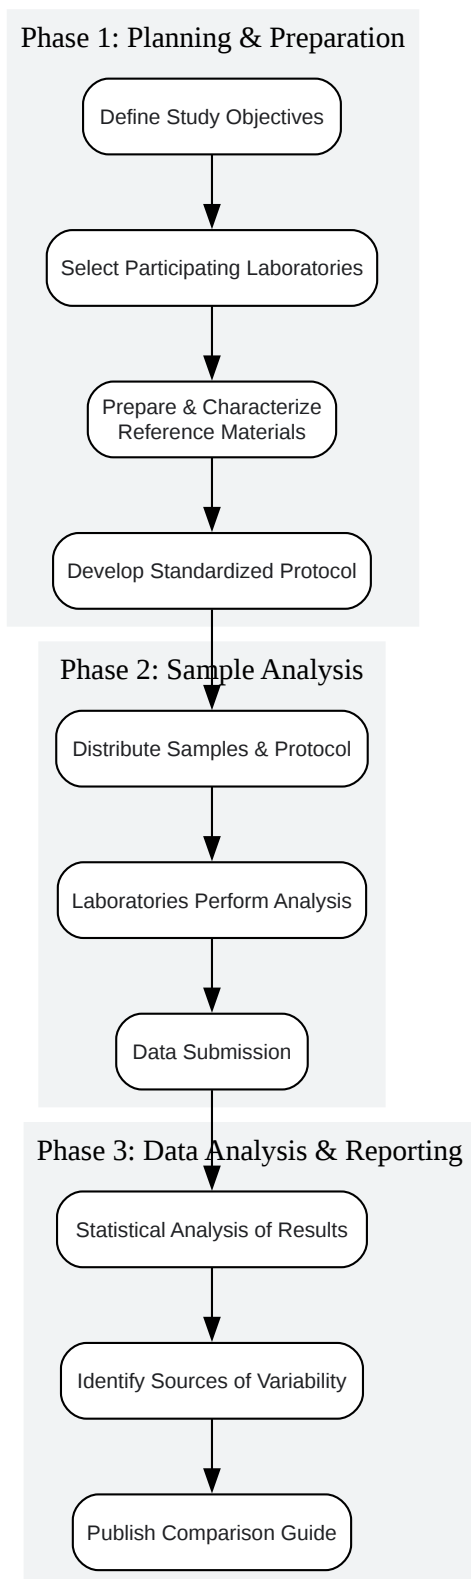 Phase 1: Planning & Preparation
Define Study Objectives
Select Participating Laboratories
Prepare & Characterize
Reference Materials
Develop Standardized Protocol
Phase 2: Sample Analysis
Distribute Samples & Protocol
Laboratories Perform Analysis
Data Submission
Phase 3: Data Analysis & Reporting
Statistical Analysis of Results
Identify Sources of Variability
Publish Comparison Guide